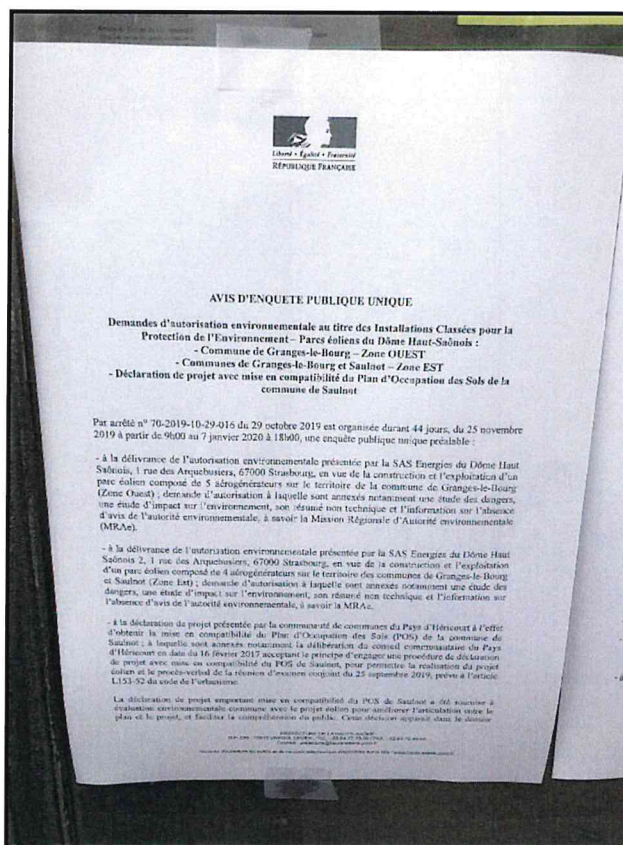 Liberté • Égalité • Fraternité
RÉPUBLIQUE FRANÇAISE
AVIS D'ENQUETE PUBLIQUE UNIQUE
Demandes d'autorisation environnementale au titre des Installations Classées pour la
Protection de l'Environnement – Parcs éoliens du Dôme Haut-Saônois :
- Commune de Granges-le-Bourg – Zone OUEST
- Communes de Granges-le-Bourg et Saulnot – Zone EST
- Déclaration de projet avec mise en compatibilité du Plan d'Occupation des Sols de la
commune de Saulnot
Par arrêté n° 70-2019-10-29-016 du 29 octobre 2019 est organisée durant 44 jours, du 25 novembre
2019 à partir de 9h00 au 7 janvier 2020 à 18h00, une enquête publique unique préalable :
- à la délivrance de l'autorisation environnementale présentée par la SAS Energies du Dôme Haut
Saônois, 1 rue des Arquebusiers, 67000 Strasbourg, en vue de la construction et l'exploitation d'un
parc éolien composé de 5 aérogénérateurs sur le territoire de la commune de Granges-le-Bourg
(Zone Ouest) ; demande d'autorisation à laquelle sont annexés notamment une étude des dangers,
une étude d'impact sur l'environnement, son résumé non technique et l'information sur l'absence
d'avis de l'autorité environnementale, à savoir la Mission Régionale d'Autorité environnementale
(MRAe).
- à la délivrance de l'autorisation environnementale présentée par la SAS Energies du Dôme Haut
Saônois 2, 1 rue des Arquebusiers, 67000 Strasbourg, en vue de la construction et l'exploitation
d'un parc éolien composé de 4 aérogénérateurs sur le territoire des communes de Granges-le-Bourg
et Saulnot (Zone Est) ; demande d'autorisation à laquelle sont annexés notamment une étude des
dangers, une étude d'impact sur l'environnement, son résumé non technique et l'information sur
l'absence d'avis de l'autorité environnementale, à savoir la MRAe.
- à la déclaration de projet présentée par la communauté de communes du Pays d'Héricourt à l'effet
d'obtenir la mise en compatibilité du Plan d'Occupation des Sols (POS) de la commune de
Saulnot ; à laquelle sont annexés notamment la délibération du conseil communautaire du Pays
d'Héricourt en date du 16 février 2017 acceptant le principe d'engager une procédure de déclaration
de projet avec mise en compatibilité du POS de Saulnot, pour permettre la réalisation du projet
éolien et le procès-verbal de la réunion d'examen conjoint du 25 septembre 2019, prévu à l'article
L153-52 du code de l'urbanisme.
La déclaration de projet emportant mise en compatibilité du POS de Saulnot a été soumise à
évaluation environnementale commune avec le projet éolien pour améliorer l'articulation entre le
plan et le projet, et faciliter la compréhension du public. Cette décision apparaît dans le dossier
PREFECTURE DE LA HAUTE-SAONE